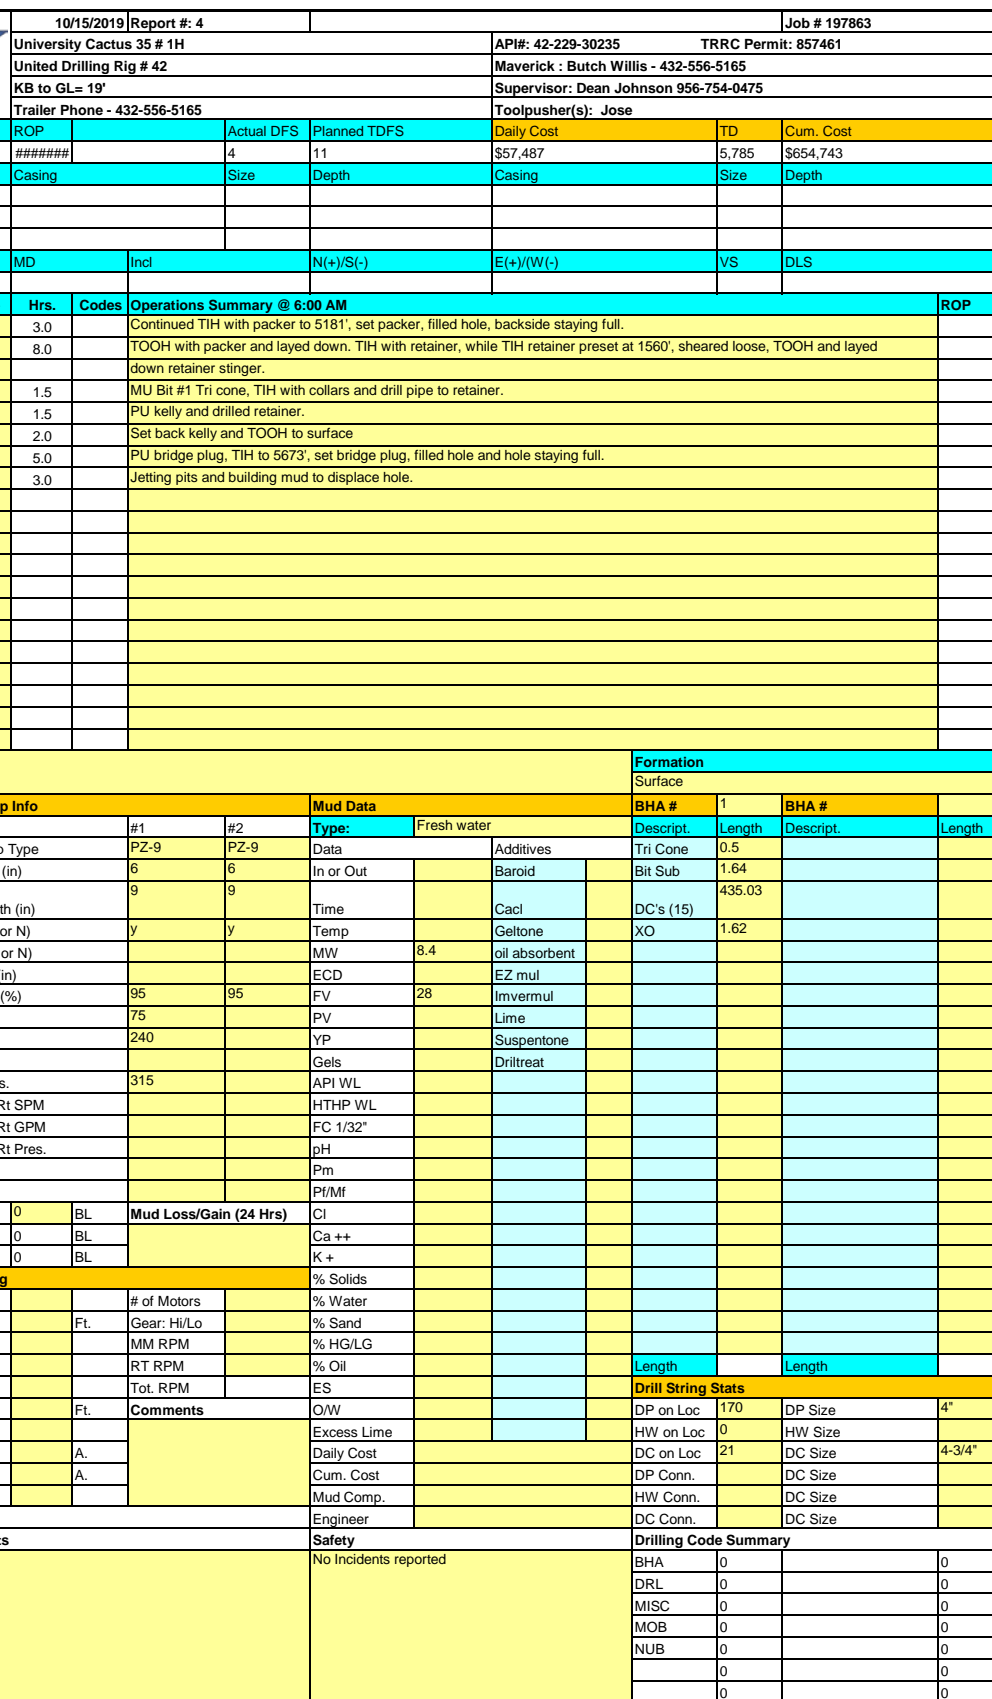 10/15/2019 Report #: 4 Job # 197863
University Cactus 35 # 1H API#: 42-229-30235 TRRC Permit: 857461
United Drilling Rig # 42 Maverick : Butch Willis - 432-556-5165
KB to GL= 19' Supervisor: Dean Johnson 956-754-0475
Trailer Phone - 432-556-5165 Toolpusher(s): Jose
ROP Actual DFS Planned TDFS Daily Cost TD Cum. Cost
####### 4 11 $57,487 5,785 $654,743
Casing Size Depth Casing Size Depth
MD Incl N(+)/S(-) E(+)/(W(-) VS DLS
Hrs. Codes Operations Summary @ 6:00 AM ROP
3.0 Continued TIH with packer to 5181', set packer, filled hole, backside staying full.
8.0 TOOH with packer and layed down. TIH with retainer, while TIH retainer preset at 1560', sheared loose, TOOH and layed
down retainer stinger.
1.5 MU Bit #1 Tri cone, TIH with collars and drill pipe to retainer.
1.5 PU kelly and drilled retainer.
2.0 Set back kelly and TOOH to surface
5.0 PU bridge plug, TIH to 5673', set bridge plug, filled hole and hole staying full.
3.0 Jetting pits and building mud to displace hole.
Formation
Surface
p Info Mud Data BHA # 1 BHA #
#1 #2 Type: Fresh water Descript. Length Descript. Length
o Type PZ-9 PZ-9 Data Additives Tri Cone 0.5
(in) 6 6 In or Out Baroid Bit Sub 1.64
th (in) 9 9 Time Cacl DC's (15) 435.03
or N) y y Temp Geltone XO 1.62
or N) MW 8.4 oil absorbent
in) ECD EZ mul
(%) 95 95 FV 28 Imvermul
75 PV Lime
240 YP Suspentone
Gels Driltreat
s. 315 API WL
Rt SPM HTHP WL
Rt GPM FC 1/32"
Rt Pres. pH
Pm
Pf/Mf
0 BL Mud Loss/Gain (24 Hrs) Cl
0 BL Ca ++
0 BL K +
g % Solids
# of Motors % Water
Ft. Gear: Hi/Lo % Sand
MM RPM % HG/LG
RT RPM % Oil Length Length
Tot. RPM ES Drill String Stats
Ft. Comments O/W DP on Loc 170 DP Size 4"
Excess Lime HW on Loc 0 HW Size
A. Daily Cost DC on Loc 21 DC Size 4-3/4"
A. Cum. Cost DP Conn. DC Size
Mud Comp. HW Conn. DC Size
Engineer DC Conn. DC Size
ts Safety Drilling Code Summary
No Incidents reported BHA 0 0
DRL 0 0
MISC 0 0
MOB 0 0
NUB 0 0
0 0
0 0